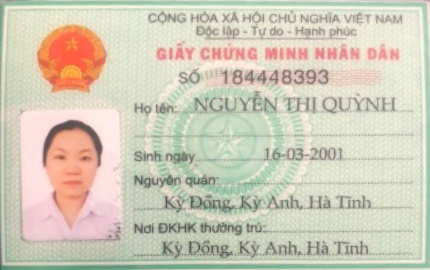 CỘNG HÒA XÃ HỘI CHỦ NGHĨA VIỆT NAM
Độc lập - Tự do - Hạnh phúc
GIẤY CHỨNG MINH NHÂN DÂN
SỐ 184448393
Họ tên: NGUYỄN THỊ QUỲNH
Sinh ngày 16-03-2001
Nguyên quán:
Kỳ Đồng, Kỳ Anh, Hà Tĩnh
Nơi ĐKHK thường trú:
Kỳ Đồng, Kỳ Anh, Hà Tĩnh